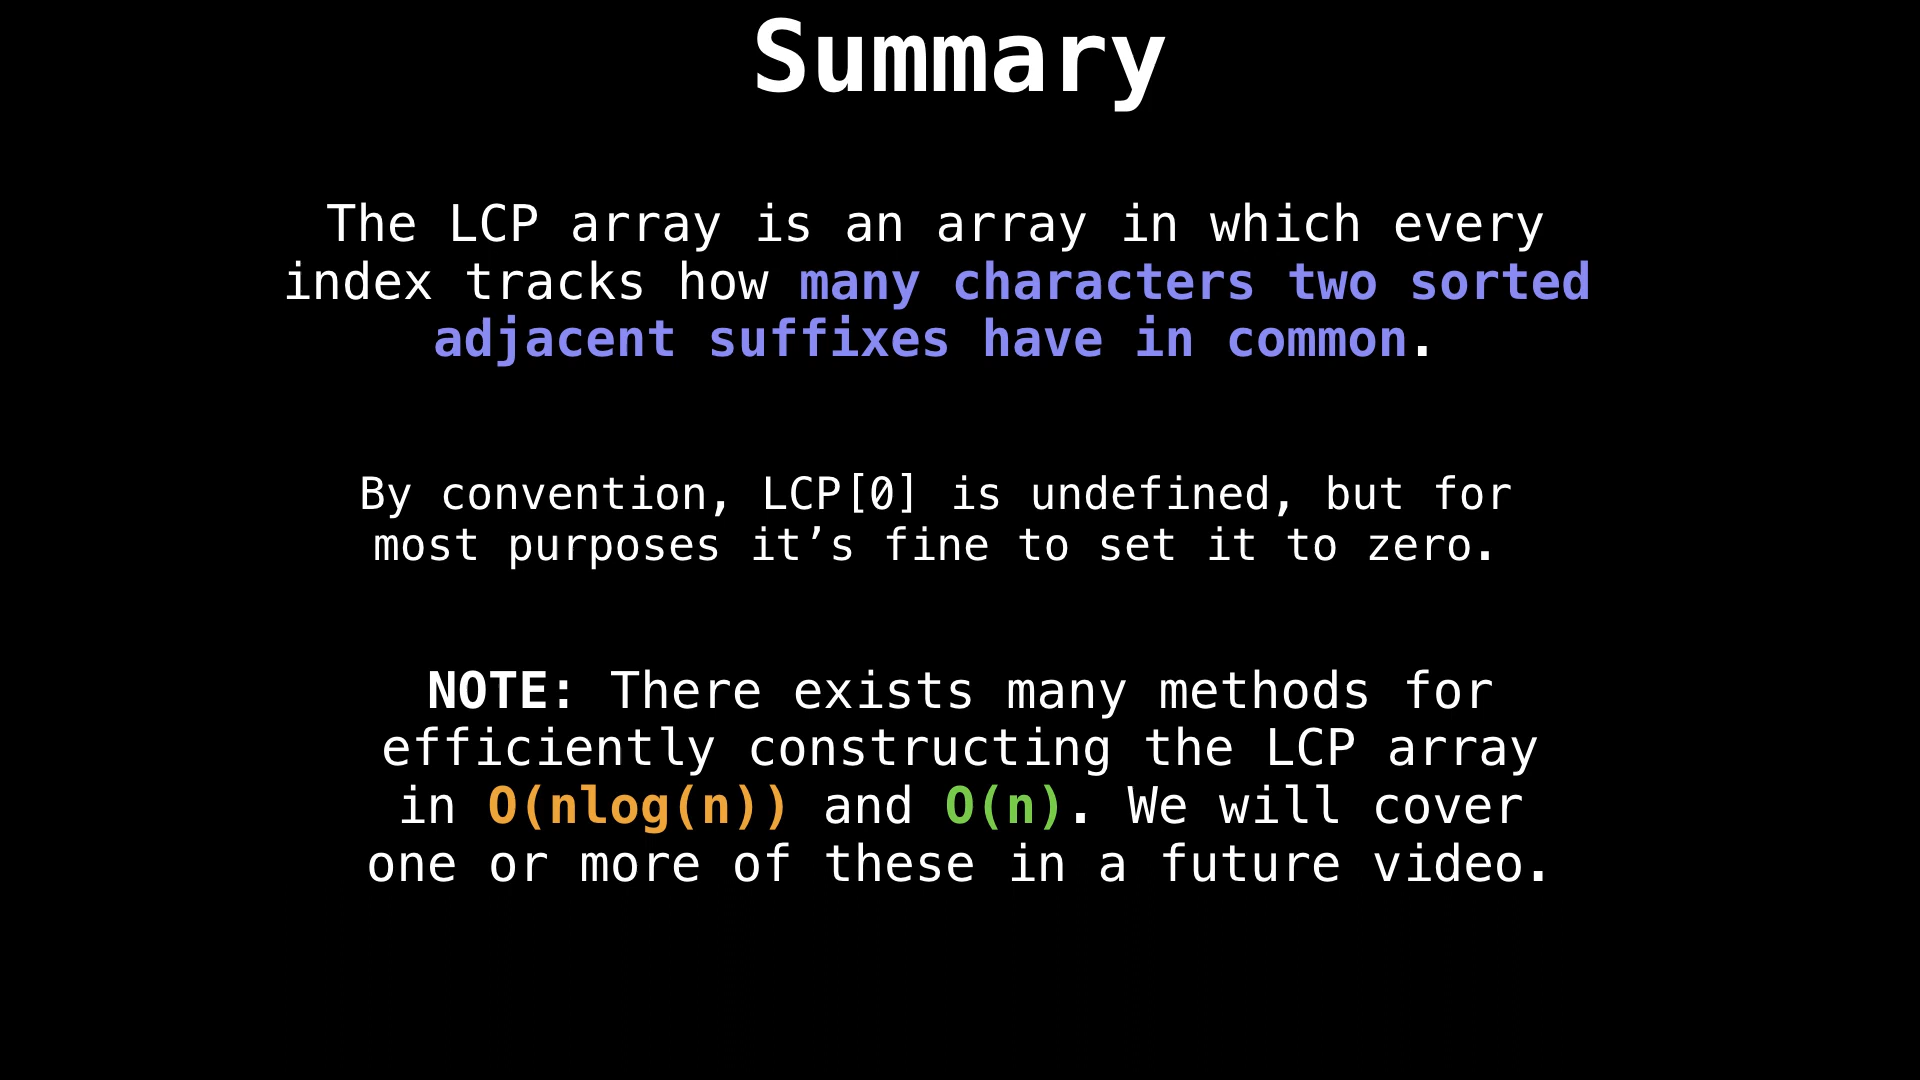 Summary
The LCP array is an array in which every
index tracks how many characters two sorted
adjacent suffixes have in common.
By convention, LCP[0] is undefined, but for
most purposes it’s fine to set it to zero.
NOTE: There exists many methods for
efficiently constructing the LCP array
in O(nlog(n)) and O(n). We will cover
one or more of these in a future video.